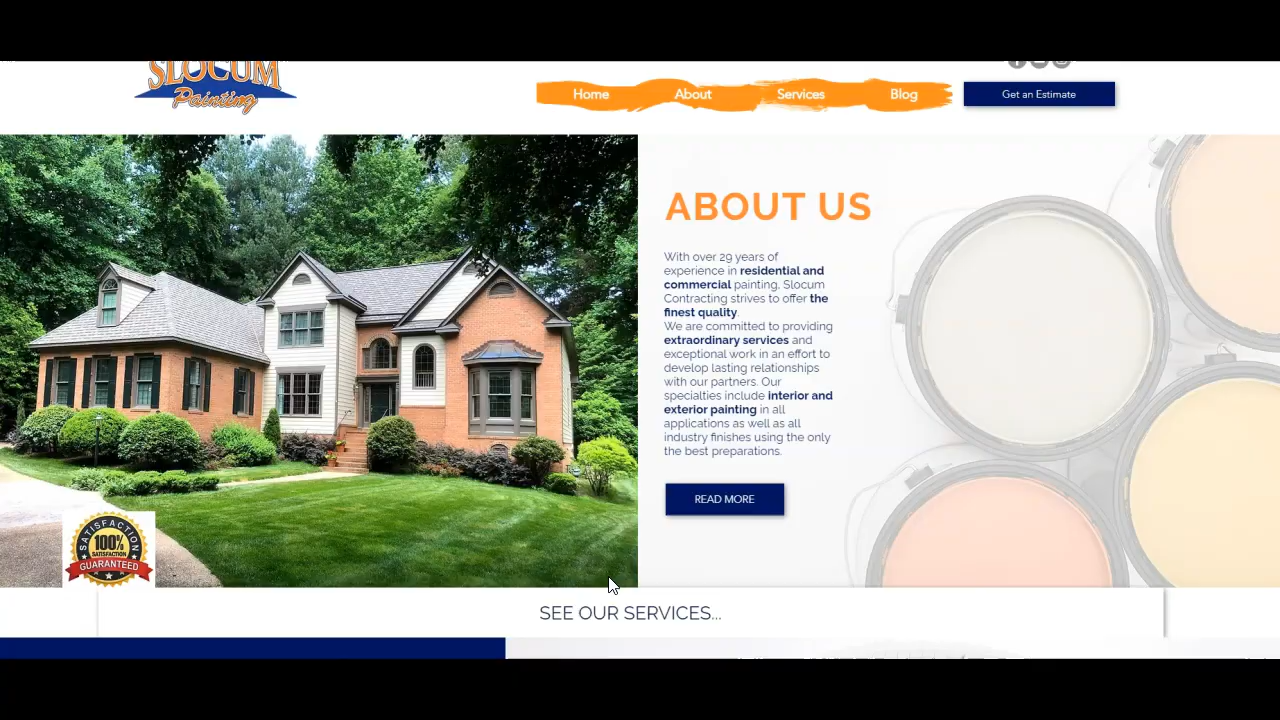 SLOCUM
Painting
Home About Services Blog
Get an Estimate
ABOUT US
With over 29 years of
experience in residential and
commercial painting, Slocum
Contracting strives to offer the
finest quality.
We are committed to providing
extraordinary services and
exceptional work in an effort to
develop lasting relationships
with our partners. Our
specialties include interior and
exterior painting in all
applications as well as all
industry finishes using the only
the best preparations.
READ MORE
SATISFACTION
100%
SATISFACTION
GUARANTEED
SEE OUR SERVICES...